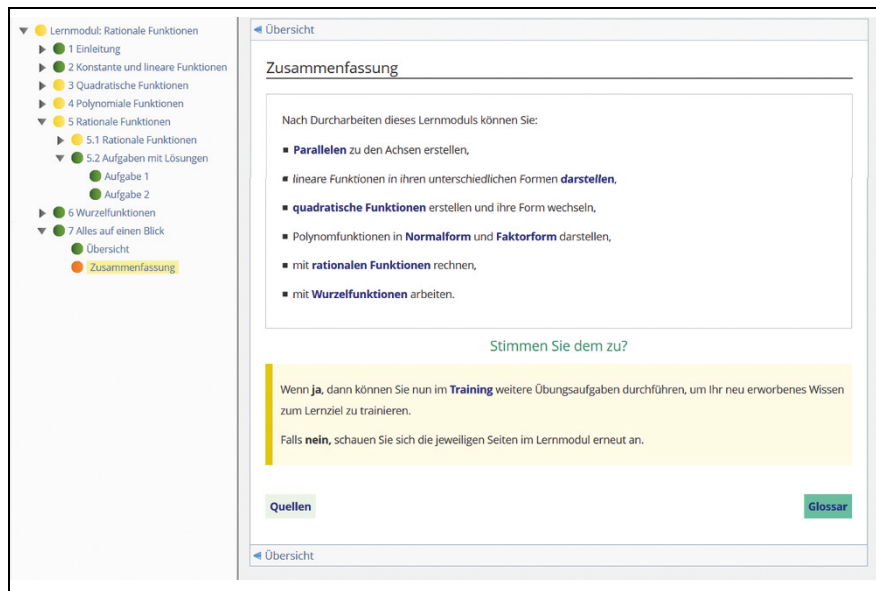 Lernmodul: Rationale Funktionen
1 Einleitung
2 Konstante und lineare Funktionen
3 Quadratische Funktionen
4 Polynomiale Funktionen
5 Rationale Funktionen
5.1 Rationale Funktionen
5.2 Aufgaben mit Lösungen
Aufgabe 1
Aufgabe 2
6 Wurzelfunktionen
7 Alles auf einen Blick
Übersicht
Zusammenfassung
Übersicht
Zusammenfassung
Nach Durcharbeiten dieses Lernmoduls können Sie:
Parallelen zu den Achsen erstellen,
lineare Funktionen in ihren unterschiedlichen Formen darstellen,
quadratische Funktionen erstellen und ihre Form wechseln,
Polynomfunktionen in Normalform und Faktorform darstellen,
mit rationalen Funktionen rechnen,
mit Wurzelfunktionen arbeiten.
Stimmen Sie dem zu?
Wenn ja, dann können Sie nun im Training weitere Übungsaufgaben durchführen, um Ihr neu erworbenes Wissen
zum Lernziel zu trainieren.
Falls nein, schauen Sie sich die jeweiligen Seiten im Lernmodul erneut an.
Quellen
Glossar
Übersicht